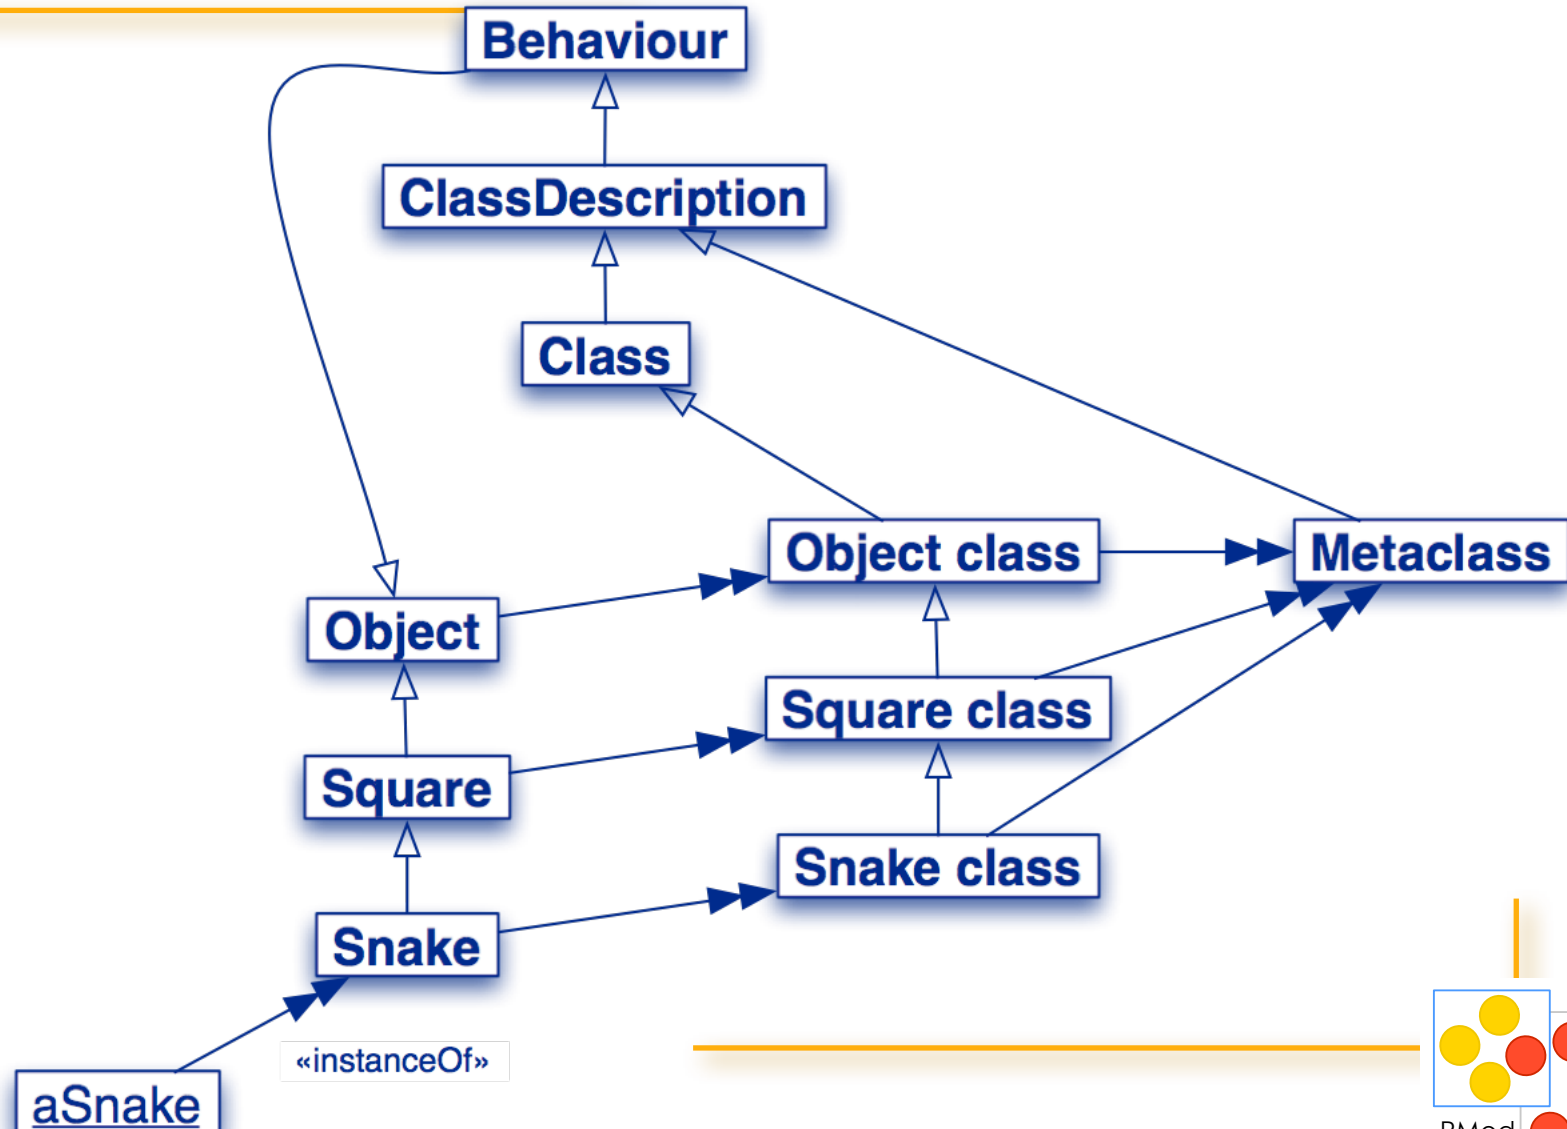 Behaviour
ClassDescription
Class
Object class
Metaclass
Object
Square class
Square
Snake class
Snake
«instanceOf»
aSnake